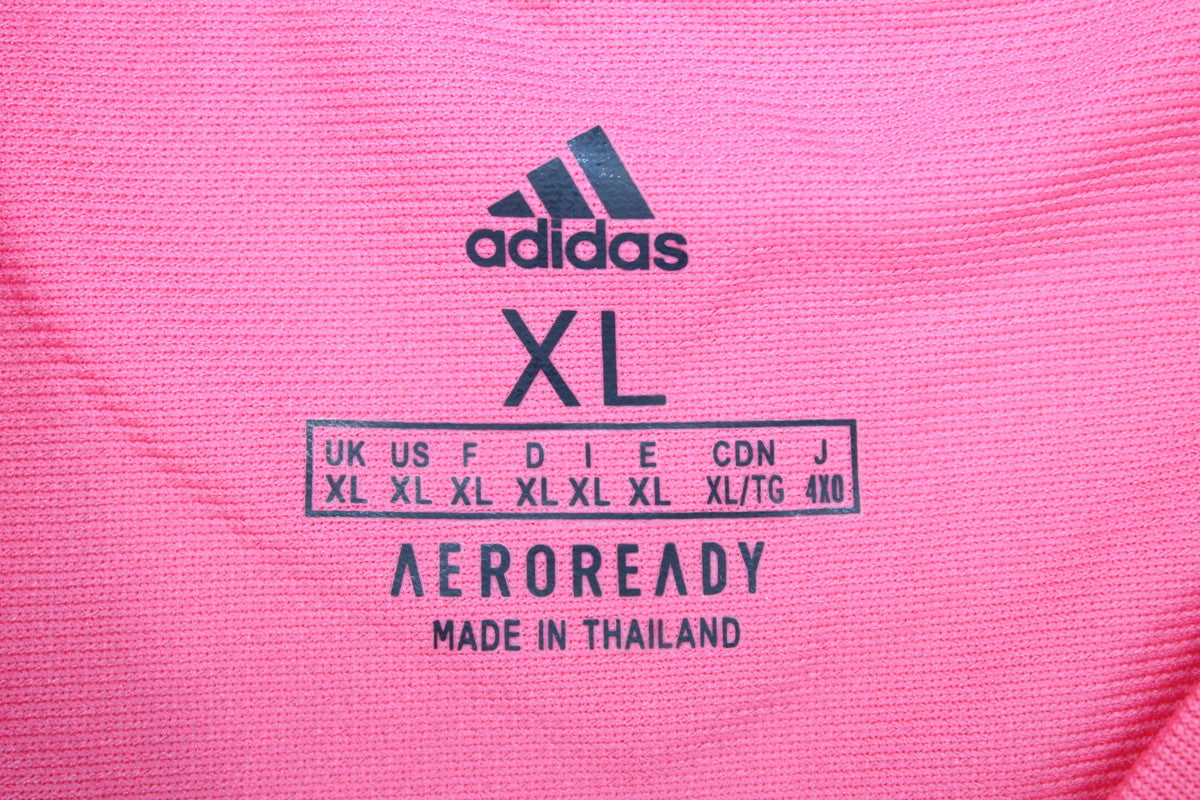 adidas
XL
UK US F D I E CDN J
XL XL XL XL XL XL XL/TG 4XO
AEROREADY
MADE IN THAILAND